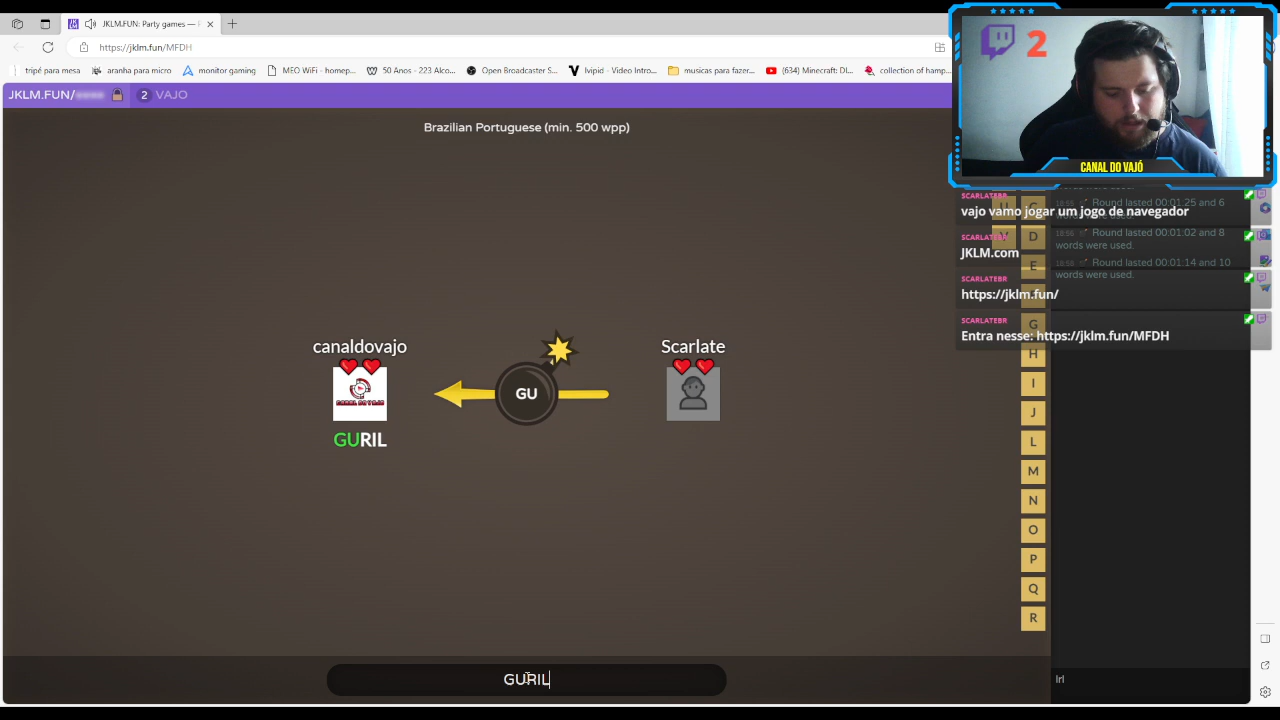 JKLM.FUN: Party games —
https://jklm.fun/MFDH
tripé para mesa
aranha para micro
monitor gaming
MEO WiFi - homep...
50 Anos - 223 Alco...
Open Broadcaster S...
lvipid - Video Intro...
musicas para fazer...
(634) Minecraft: DI...
collection of hamp...
JKLM.FUN/
2 VAJO
Brazilian Portuguese (min. 500 wpp)
2
CANAL DO VAJÓ
SCARLATEBR
vajo vamo jogar um jogo de navegador
SCARLATEBR
JKLM.com
SCARLATEBR
https://jklm.fun/
SCARLATEBR
Entra nesse: https://jklm.fun/MFDH
Round lasted 00:01:25 and 6
words were used.
Round lasted 00:01:02 and 8
words were used.
Round lasted 00:01:14 and 10
words were used.
canaldovajo
GURIL
GU
Scarlate
D
E
G
H
I
J
L
M
N
O
P
Q
R
GURIL